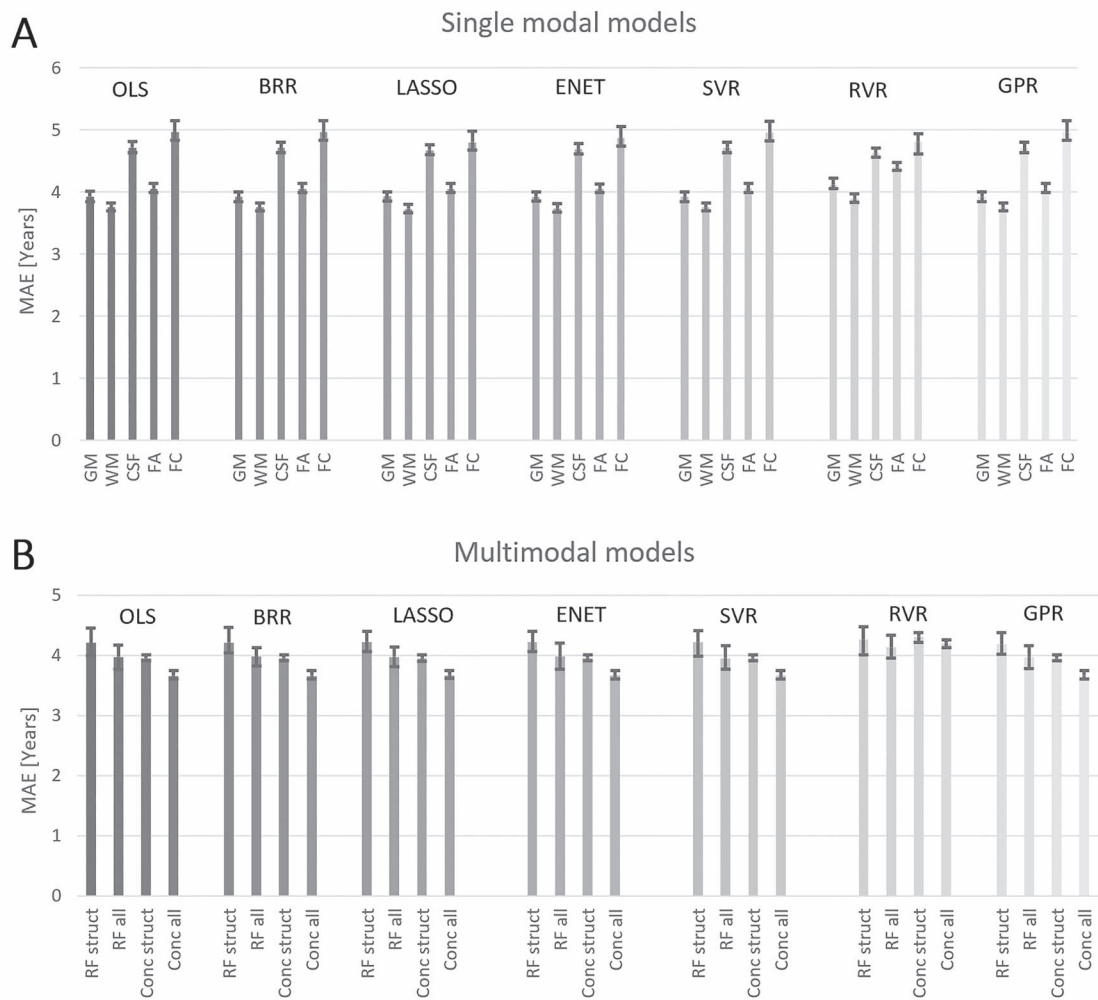 A
Single modal models
6
5
4
3
2
1
0
MAE [Years]
OLS BRR LASSO ENET SVR RVR GPR
GM WM CSF FA FC GM WM CSF FA FC GM WM CSF FA FC GM WM CSF FA FC GM WM CSF FA FC GM WM CSF FA FC GM WM CSF FA FC
B
Multimodal models
5
4
3
2
1
0
MAE [Years]
OLS BRR LASSO ENET SVR RVR GPR
RF struct RF all Conc struct Conc all RF struct RF all Conc struct Conc all RF struct RF all Conc struct Conc all RF struct RF all Conc struct Conc all RF struct RF all Conc struct Conc all RF struct RF all Conc struct Conc all RF struct RF all Conc struct Conc all